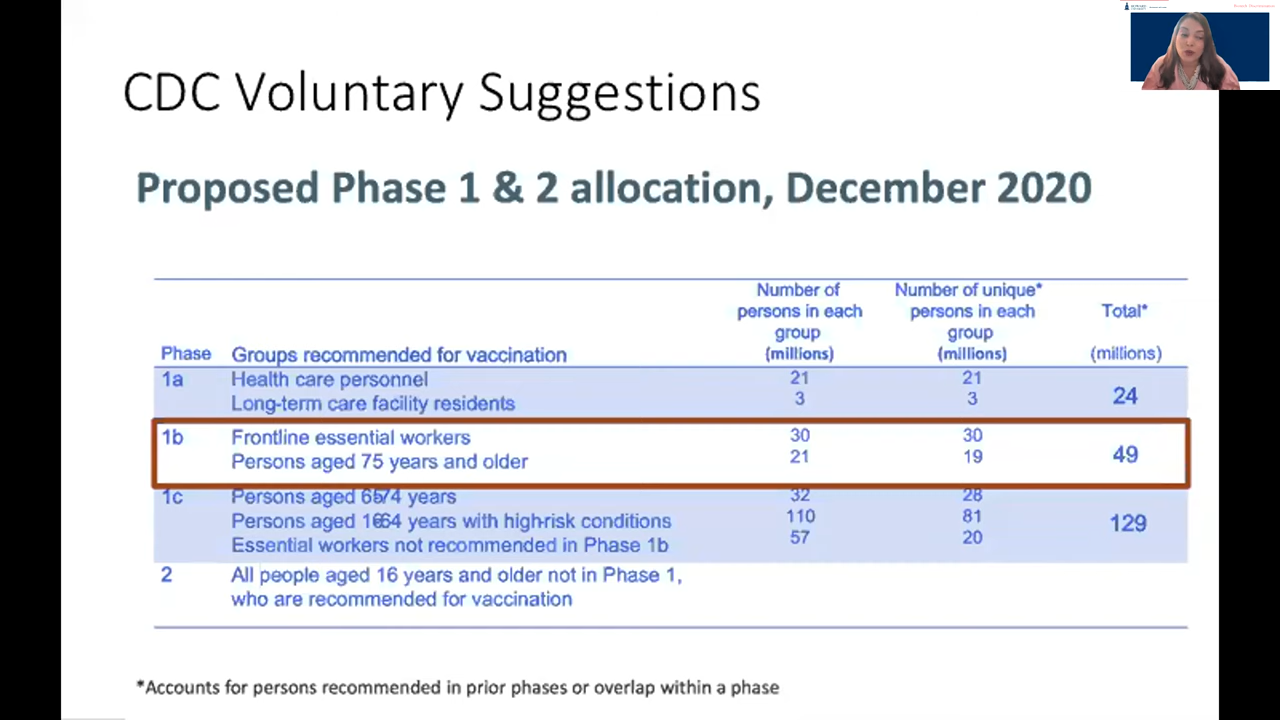 CDC Voluntary Suggestions
Proposed Phase 1 & 2 allocation, December 2020
Phase Groups recommended for vaccination Number of persons in each group (millions) Number of unique* persons in each group (millions) Total* (millions)
1a Health care personnel 21 21 24
Long-term care facility residents 3 3
1b Frontline essential workers 30 30 49
Persons aged 75 years and older 21 19
1c Persons aged 65-74 years 32 28 129
Persons aged 16-64 years with high-risk conditions 110 81
Essential workers not recommended in Phase 1b 57 20
2 All people aged 16 years and older not in Phase 1,
who are recommended for vaccination
*Accounts for persons recommended in prior phases or overlap within a phase